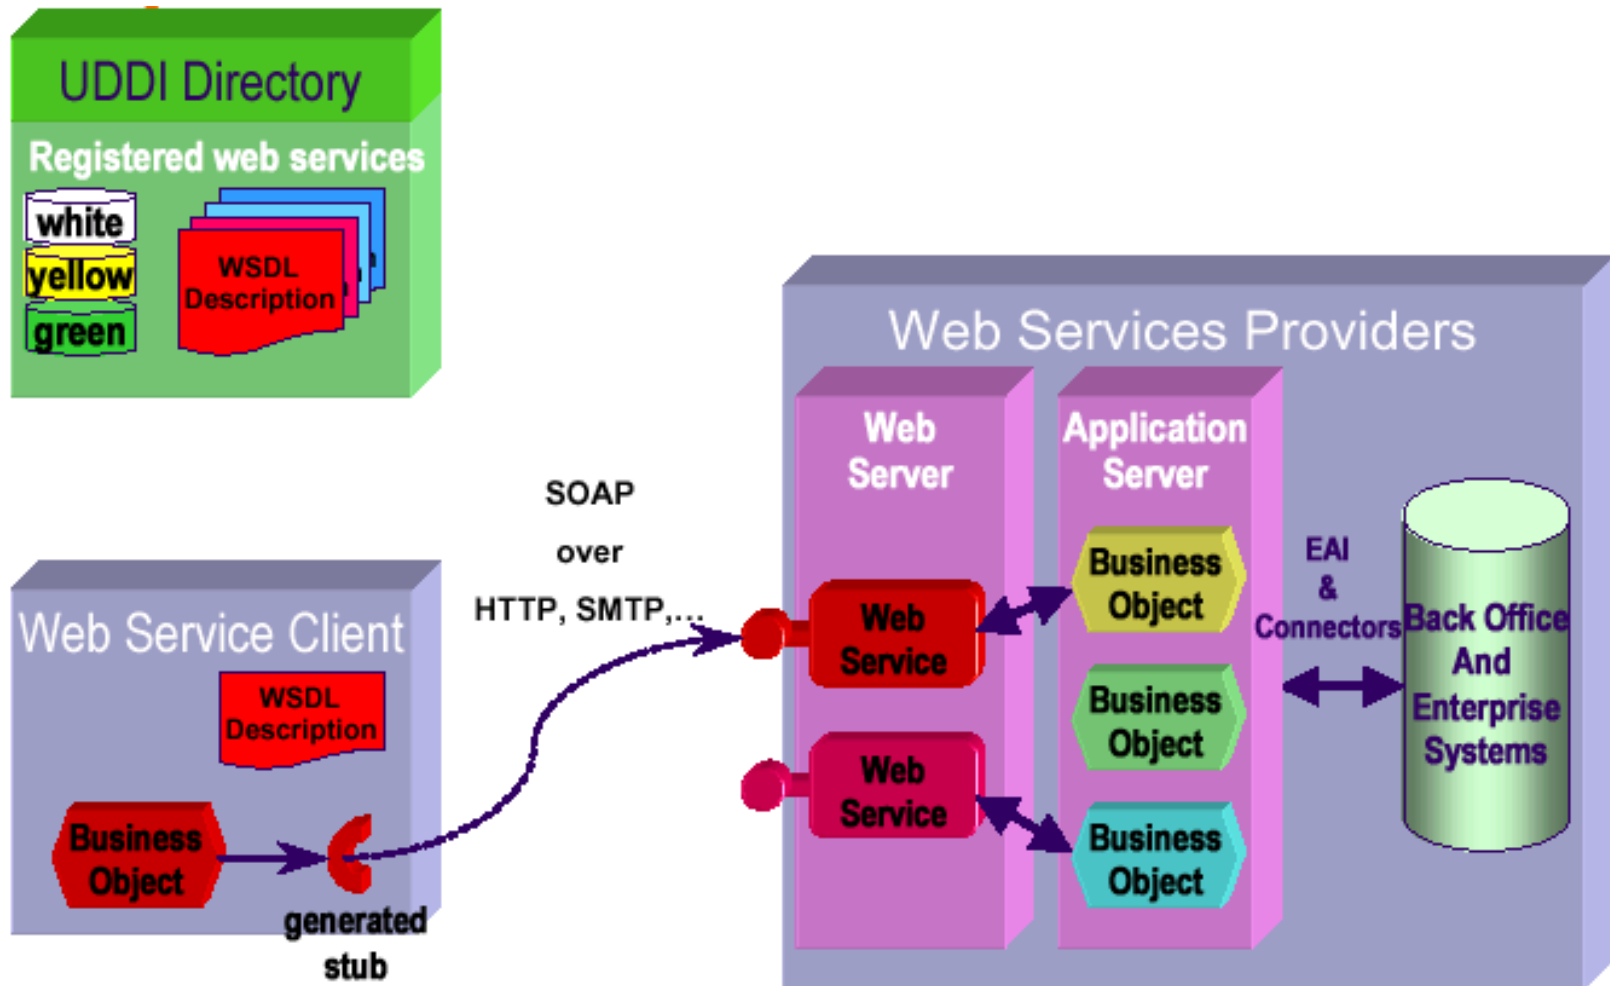 UDDI Directory
Registered web services
white
yellow
green
WSDL
Description
Web Service Client
WSDL
Description
Business
Object
generated
stub
SOAP
over
HTTP, SMTP,...
Web Services Providers
Web
Server
Web
Service
Web
Service
Application
Server
Business
Object
Business
Object
Business
Object
EAI
&
Connectors
Back Office
And
Enterprise
Systems